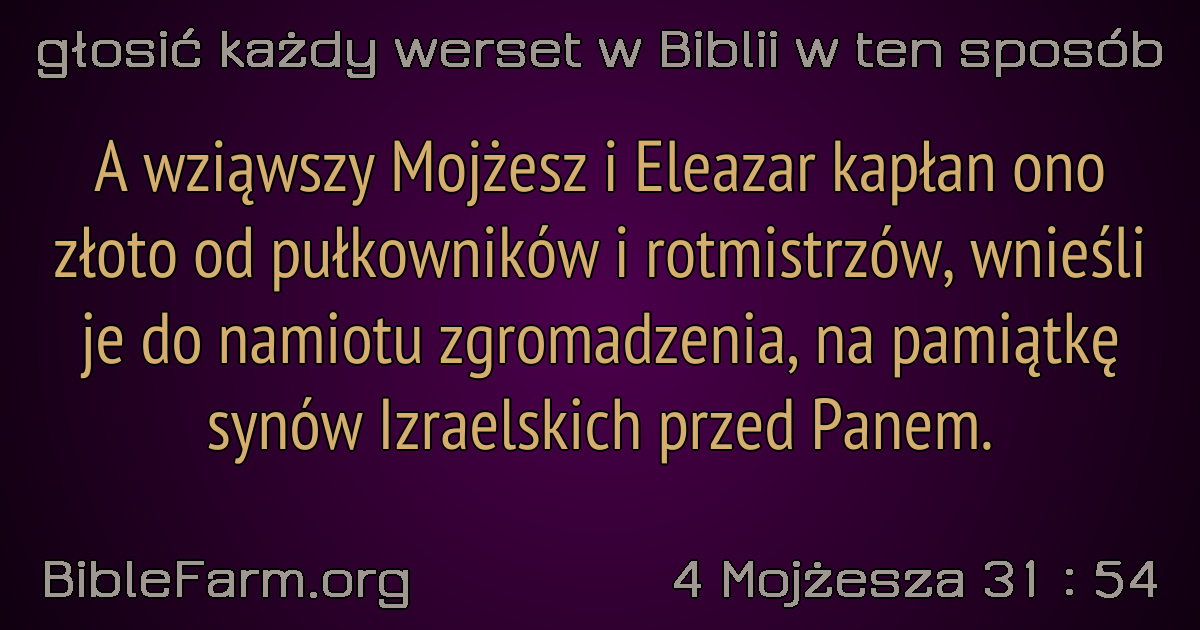 głosić każdy werset w Biblii w ten sposób
A wziąwszy Mojżesz i Eleazar kapłan ono
złoto od pułkowników i rotmistrzów, wnieśli
je do namiotu zgromadzenia, na pamiątkę
synów Izraelskich przed Panem.
BibleFarm.org
4 Mojżesza 31 : 54